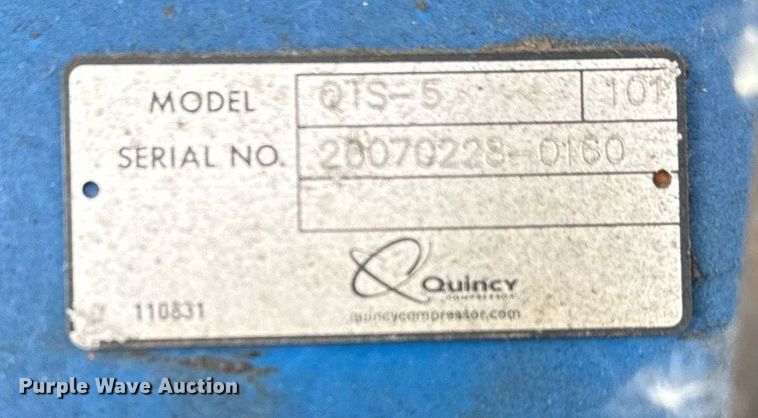 MODEL QTS-5 101
SERIAL NO. 20070228-0160
Quincy
COMPRESSOR
quincycompressor.com
110831
Purple Wave Auction